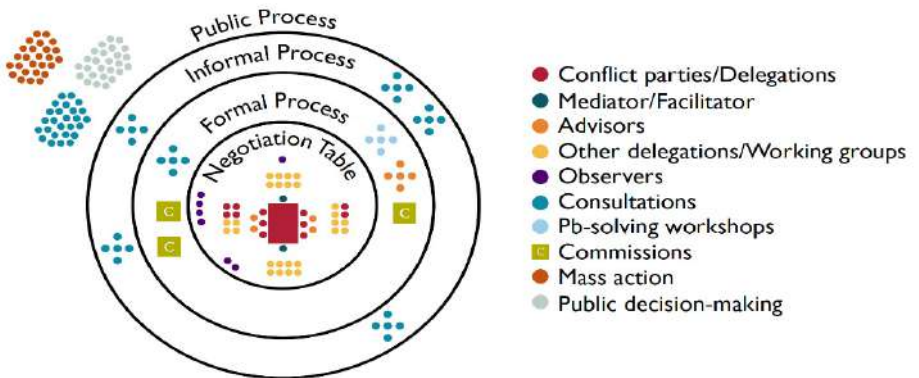 Public Process
Informal Process
Formal Process
Negotiation Table
C
C
C
Conflict parties/Delegations
Mediator/Facilitator
Advisors
Other delegations/Working groups
Observers
Consultations
Pb-solving workshops
C Commissions
Mass action
Public decision-making